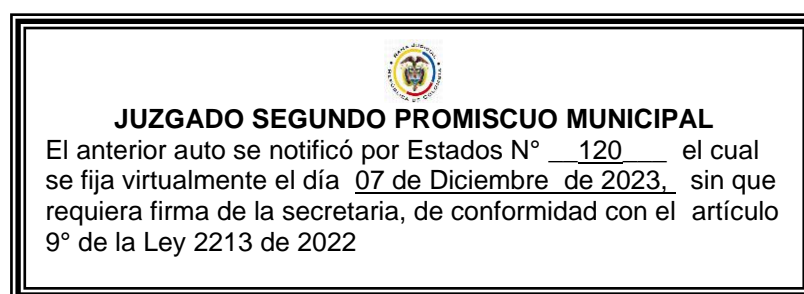 JUZGADO SEGUNDO PROMISCUO MUNICIPAL
El anterior auto se notificó por Estados N° __120___ el cual
se fija virtualmente el día 07 de Diciembre de 2023, sin que
requiera firma de la secretaria, de conformidad con el artículo
9° de la Ley 2213 de 2022